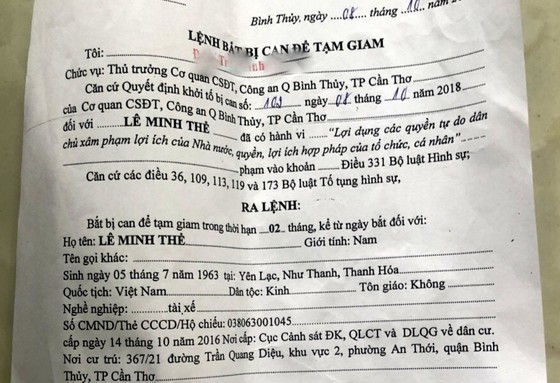 Bình Thủy, ngày ....08.... tháng ..10.. năm
LỆNH BẮT BỊ CAN ĐỂ TẠM GIAM
Tôi:
Chức vụ: Thủ trưởng Cơ quan CSĐT, Công an Q Bình Thủy, TP Cần Thơ
Căn cứ Quyết định khởi tố bị can số: 103 ngày 08 tháng 10 năm 2018
của Cơ quan CSĐT, Công an Q Bình Thủy, TP Cần Thơ
đối với LÊ MINH THỂ đã có hành vi ......"Lợi dụng các quyền tự do dân
chủ xâm phạm lợi ích của Nhà nước, quyền, lợi ích hợp pháp của tổ chức, cá nhân"
phạm vào khoản Điều 331 Bộ luật Hình sự;
Căn cứ các điều 36, 109, 113, 119 và 173 Bộ luật Tố tụng hình sự,
RA LỆNH:
Bắt bị can để tạm giam trong thời hạn ..02.. tháng, kể từ ngày bắt đối với:
Họ tên: LÊ MINH THỂ Giới tính: Nam
Tên gọi khác:
Sinh ngày 05 tháng 7 năm 1963 tại: Yên Lạc, Như Thanh, Thanh Hóa
Quốc tịch: Việt Nam Dân tộc: Kinh Tôn giáo: Không
Nghề nghiệp: tài xế
Số CMND/Thẻ CCCD/Hộ chiếu: 038063001045
cấp ngày 14 tháng 10 năm 2016 Nơi cấp: Cục Cảnh sát ĐK, QLCT và DLQG về dân cư.
Nơi cư trú: 367/21 đường Trần Quang Diệu, khu vực 2, phường An Thới, quận Bình
Thủy, TP Cần Thơ